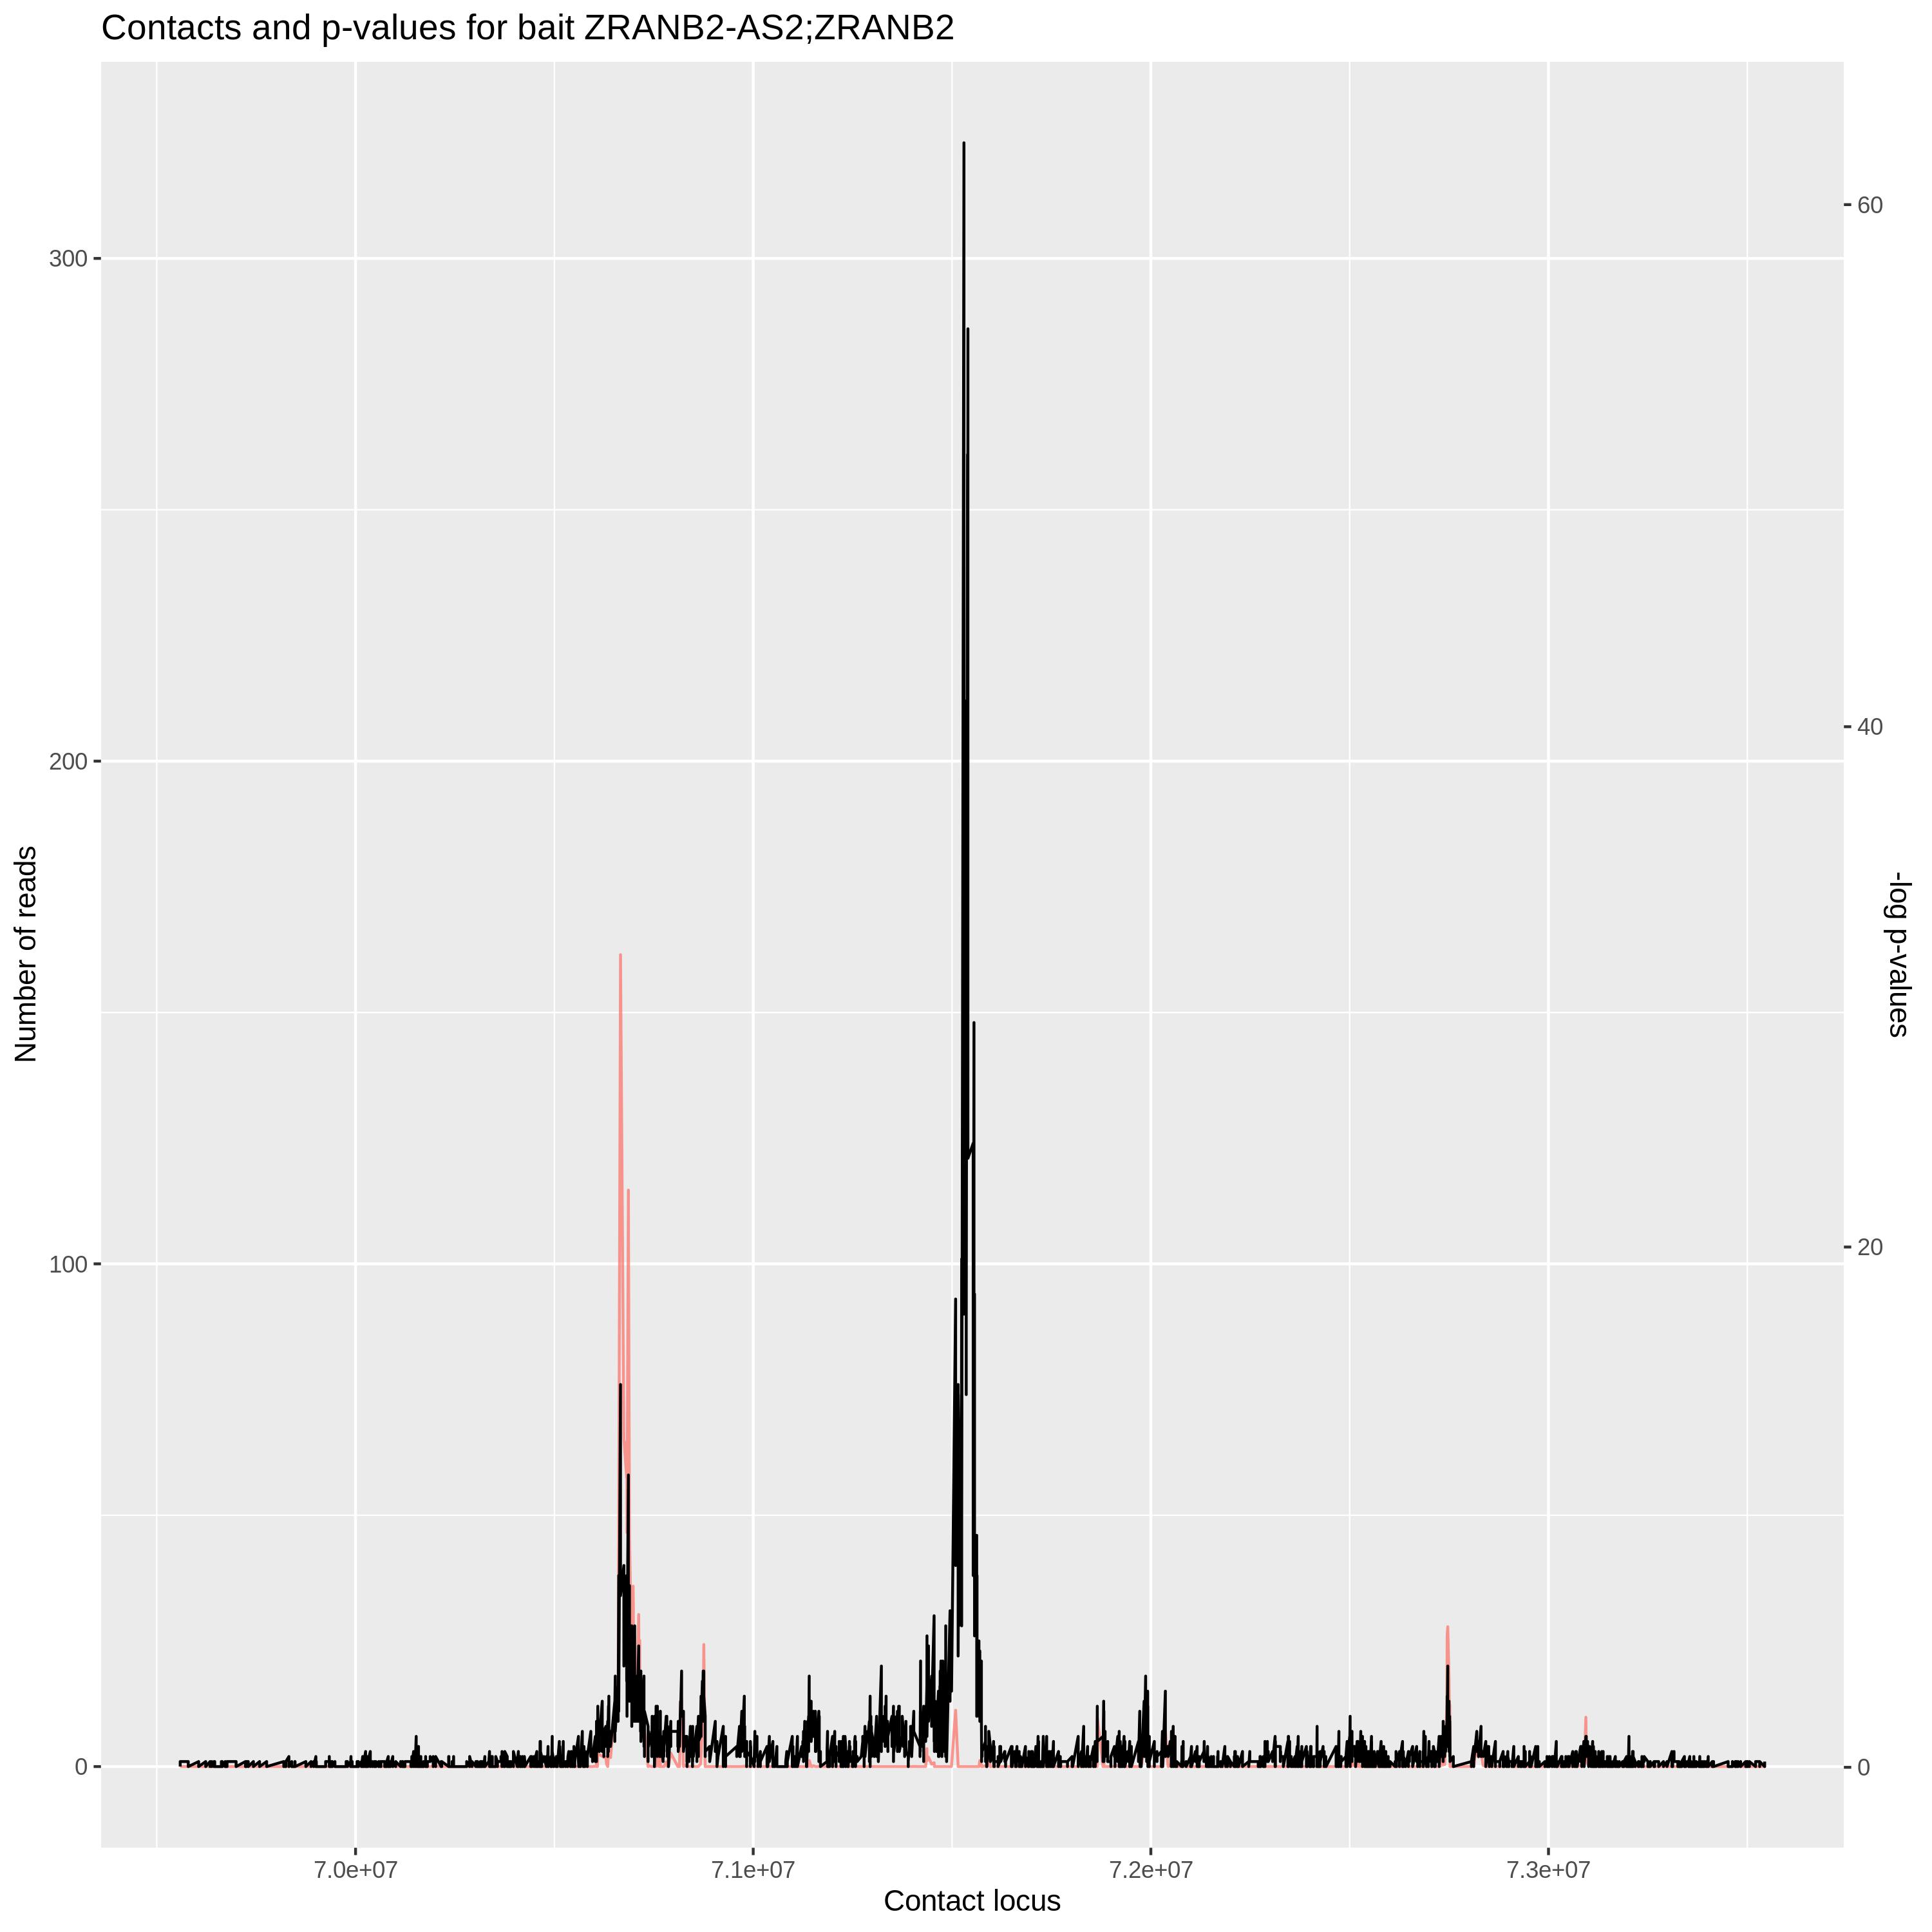 Contacts and p-values for bait ZRANB2-AS2;ZRANB2
300
200
100
0
60
40
20
0
Number of reads
-log p-values
7.0e+07
7.1e+07
7.2e+07
7.3e+07
Contact locus